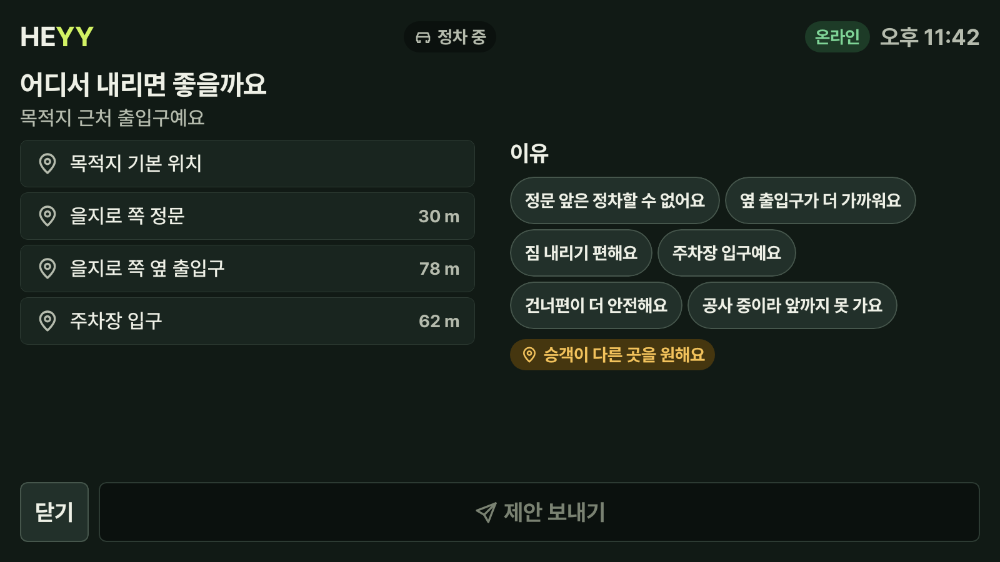 HEYY
정차 중
온라인 오후 11:42
어디서 내리면 좋을까요
목적지 근처 출입구예요
목적지 기본 위치
을지로 쪽 정문 30 m
을지로 쪽 옆 출입구 78 m
주차장 입구 62 m
이유
정문 앞은 정차할 수 없어요 옆 출입구가 더 가까워요
짐 내리기 편해요 주차장 입구예요
건너편이 더 안전해요 공사 중이라 앞까지 못 가요
승객이 다른 곳을 원해요
닫기 제안 보내기